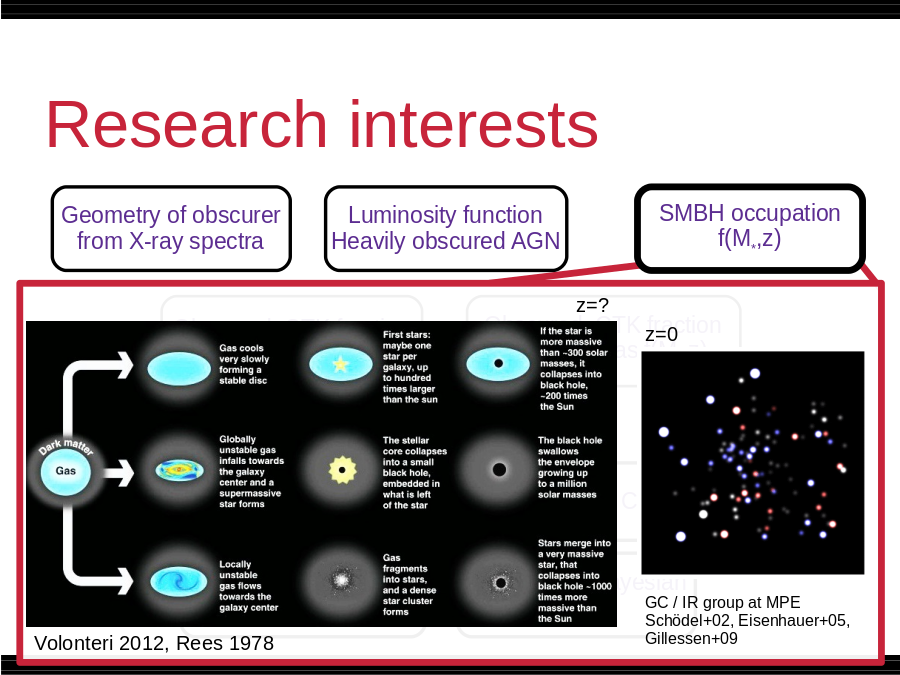 Research interests
Geometry of obscurer
from X-ray spectra
Luminosity function
Heavily obscured AGN
SMBH occupation
f(M*,z)
z=?
z=0
Dark matter
Gas
Gas cools
very slowly
forming a
stable disc
First stars:
maybe one
star per
galaxy, up
to hundred
times larger
than the sun
If the star is
more massive
than ~300 solar
masses, it
collapses into
black hole,
~200 times
the Sun
Globally
unstable gas
infalls towards
the galaxy
center and a
supermassive
star forms
The stellar
core collapses
into a small
black hole,
embedded in
what is left
of the star
The black hole
swallows
the envelope
growing up
to a million
solar masses
Locally
unstable
gas flows
towards the
galaxy center
Gas
fragments
into stars,
and a dense
star cluster
forms
Stars merge into
a very massive
star, that
collapses into
black hole ~1000
times more
massive than
the Sun
Volonteri 2012, Rees 1978
GC / IR group at MPE
Schödel+02, Eisenhauer+05,
Gillessen+09